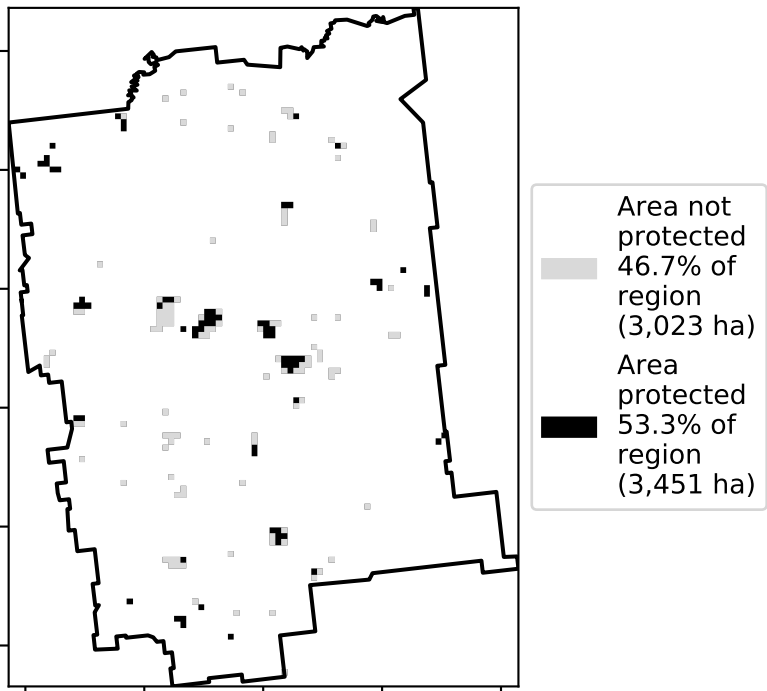 Area not
protected
46.7% of
region
(3,023 ha)
Area
protected
53.3% of
region
(3,451 ha)